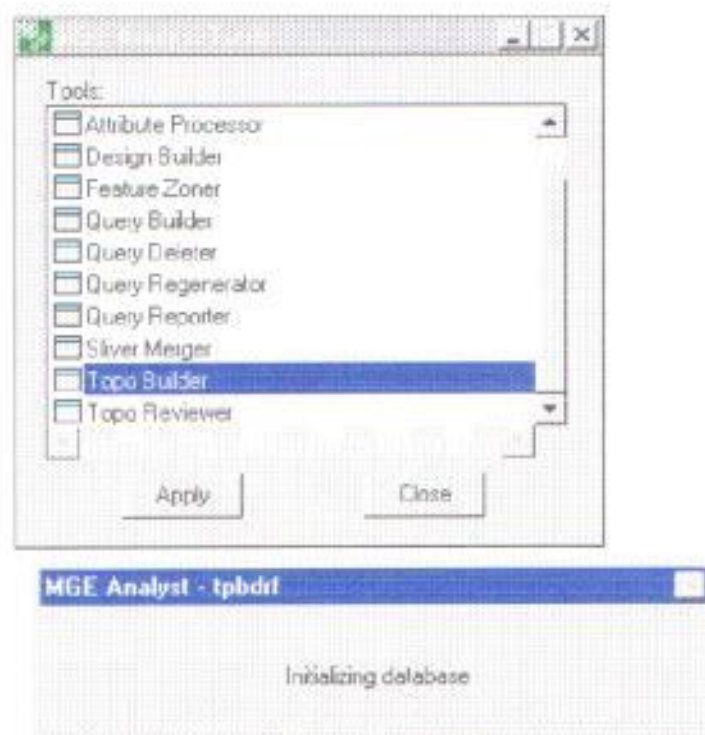 Tools:
Attribute Processor
Design Builder
Feature Zoner
Query Builder
Query Deleter
Query Regenerator
Query Reporter
Sliver Merger
Topo Builder
Topo Reviewer
Apply
Close
MGE Analyst - tpbdrf
Initializing database